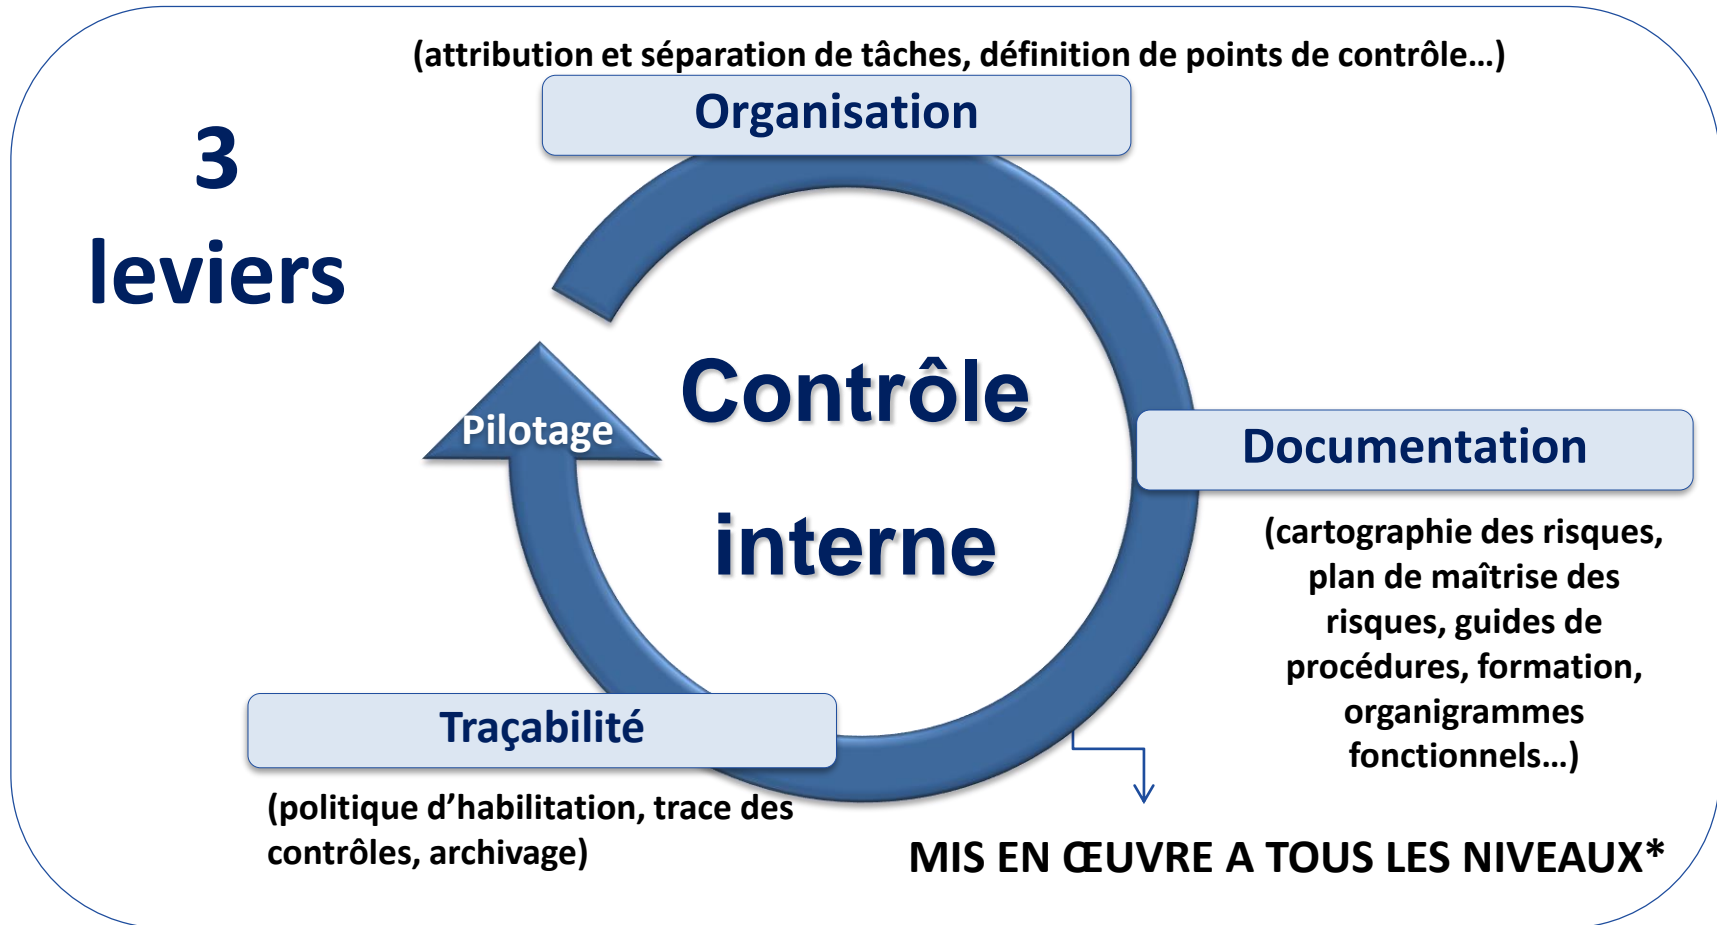 (attribution et séparation de tâches, définition de points de contrôle…)
Organisation
3
leviers
Contrôle
interne
Pilotage
Documentation
(cartographie des risques,
plan de maîtrise des
risques, guides de
procédures, formation,
organigrammes
fonctionnels…)
Traçabilité
(politique d’habilitation, trace des
contrôles, archivage)
MIS EN ŒUVRE A TOUS LES NIVEAUX*